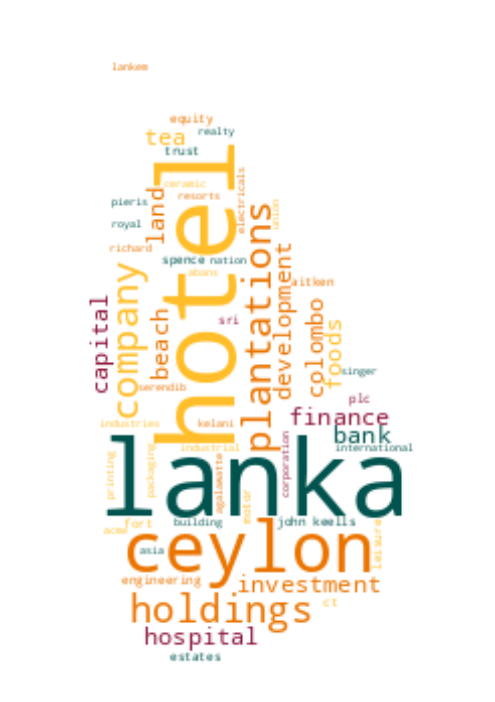 lankem
equity
tea
realty
trust
hotel
ceramic
electricals
land
resorts
pieris
plantations
union
royal
richard
development
spence
nation
company
abans
aitken
capital
colombo
beach
sri
foods
singer
serendib
plc
finance
industries
kelani
bank
lanka
industrial
international
corporation
printing
packaging
agalawatte
motor
fort
building
john keells
leisure
acme
ceylon
asia
engineering
investment
holdings
ct
hospital
estates